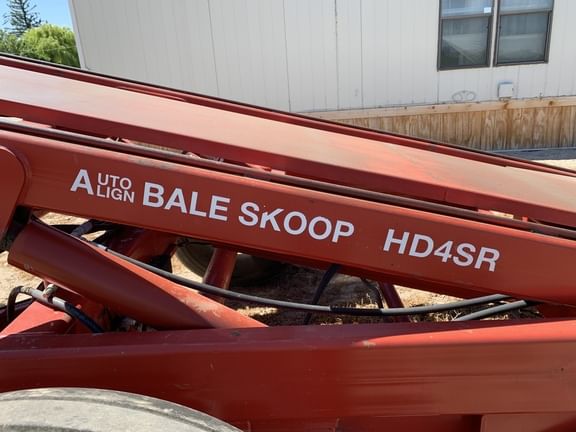 AUTO ALIGN BALE SKOOP HD4SR